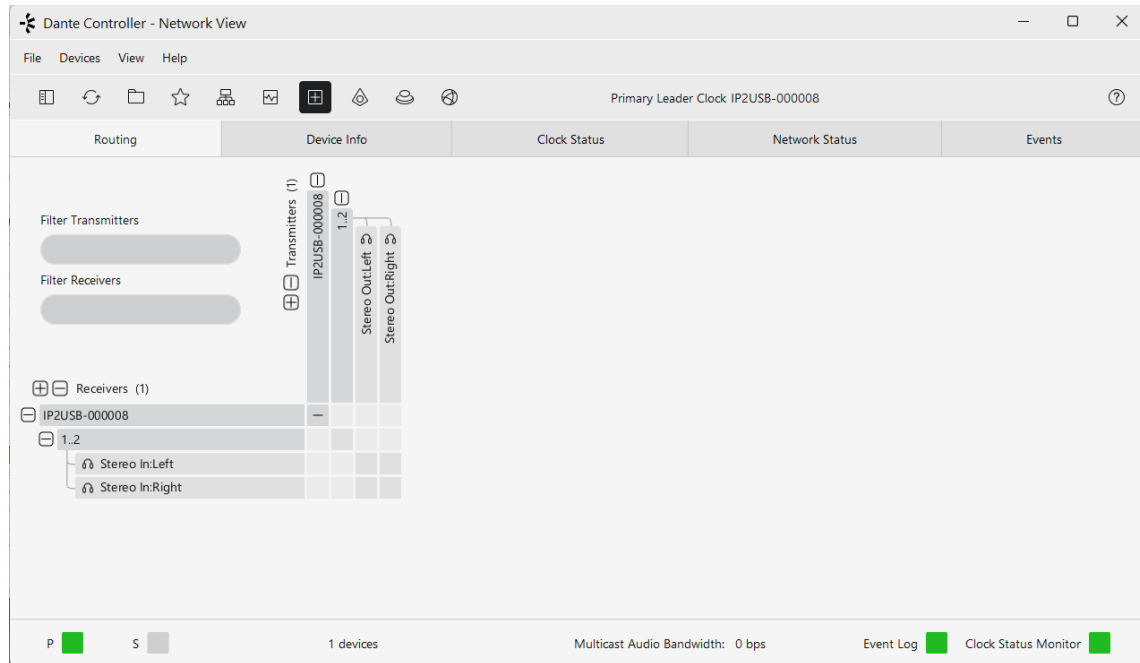 Dante Controller - Network View
File Devices View Help
Primary Leader Clock IP2USB-000008
Routing Device Info Clock Status Network Status Events
Filter Transmitters
Filter Receivers
Transmitters (1)
IP2USB-000008
1..2
Stereo Out:Left
Stereo Out:Right
Receivers (1)
IP2USB-000008
1..2
Stereo In:Left
Stereo In:Right
P S 1 devices Multicast Audio Bandwidth: 0 bps Event Log Clock Status Monitor